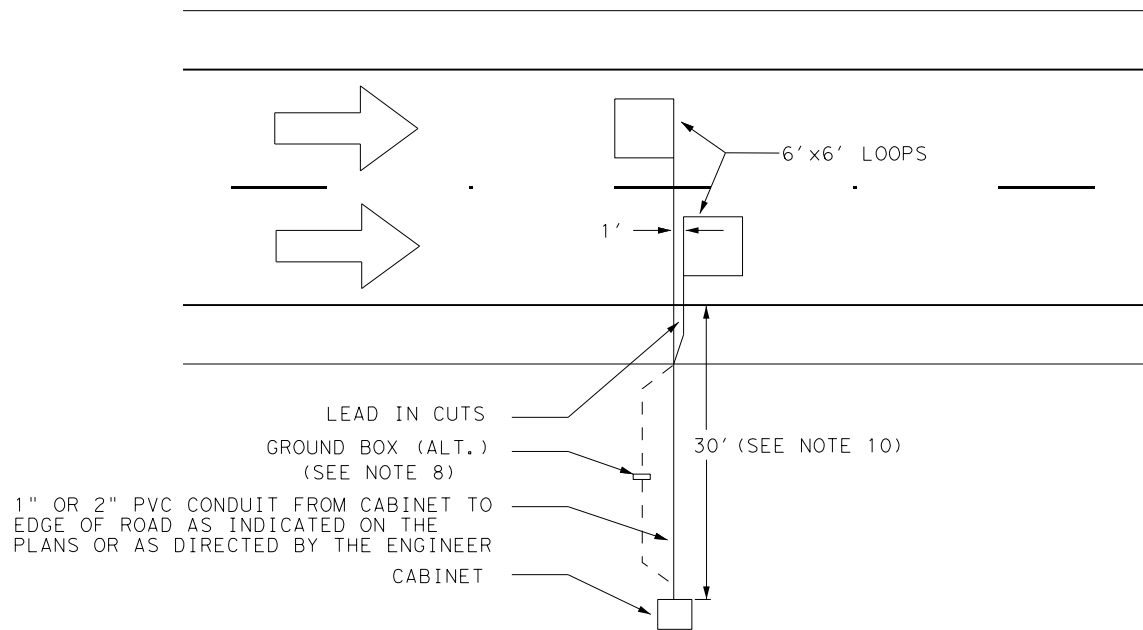 6'x6' LOOPS
1'
LEAD IN CUTS
GROUND BOX (ALT.)
(SEE NOTE 8)
30' (SEE NOTE 10)
1" OR 2" PVC CONDUIT FROM CABINET TO
EDGE OF ROAD AS INDICATED ON THE
PLANS OR AS DIRECTED BY THE ENGINEER
CABINET